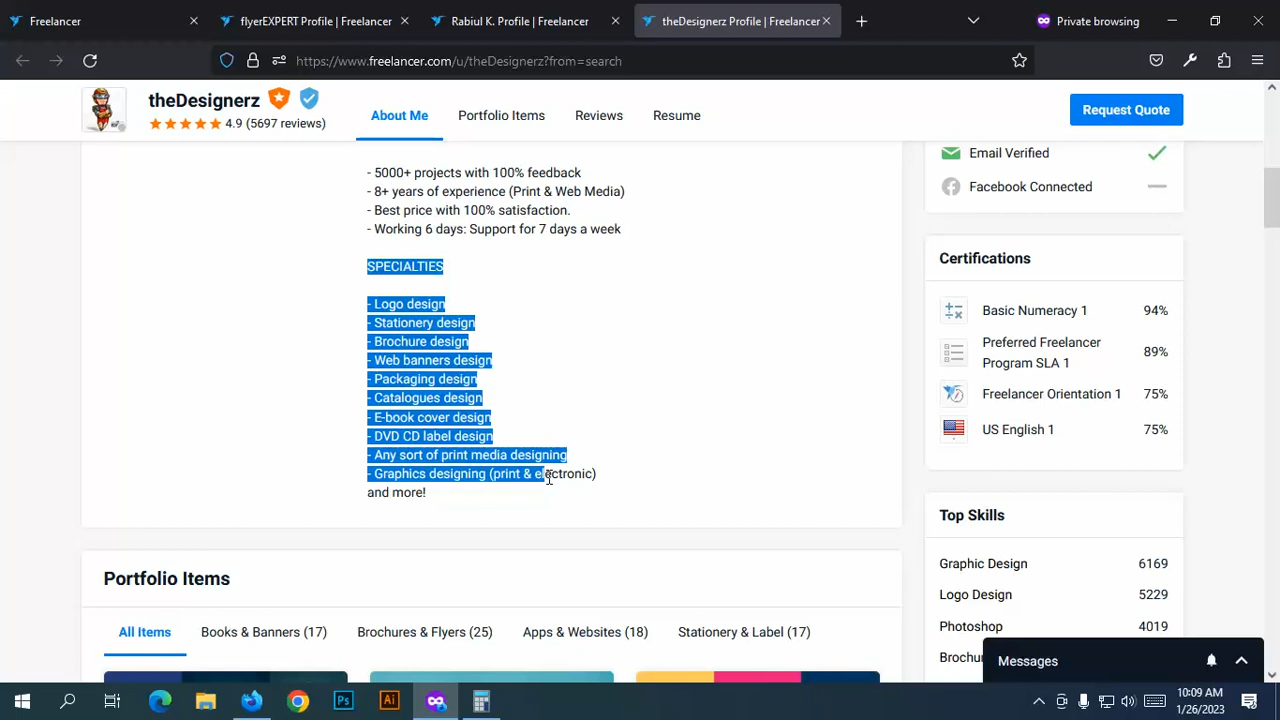 Freelancer
flyerEXPERT Profile | Freelancer
Rabiul K. Profile | Freelancer
theDesignerz Profile | Freelancer
Private browsing
https://www.freelancer.com/u/theDesignerz?from=search
theDesignerz
4.9 (5697 reviews)
About Me
Portfolio Items
Reviews
Resume
Request Quote
- 5000+ projects with 100% feedback
- 8+ years of experience (Print & Web Media)
- Best price with 100% satisfaction.
- Working 6 days: Support for 7 days a week
SPECIALTIES
- Logo design
- Stationery design
- Brochure design
- Web banners design
- Packaging design
- Catalogues design
- E-book cover design
- DVD CD label design
- Any sort of print media designing
- Graphics designing (print & electronic)
and more!
Email Verified
Facebook Connected
Certifications
Basic Numeracy 1 94%
Preferred Freelancer
Program SLA 1 89%
Freelancer Orientation 1 75%
US English 1 75%
Top Skills
Graphic Design 6169
Logo Design 5229
Photoshop 4019
Portfolio Items
All Items
Books & Banners (17)
Brochures & Flyers (25)
Apps & Websites (18)
Stationery & Label (17)
Messages
Ps
Ai
10:09 AM
1/26/2023